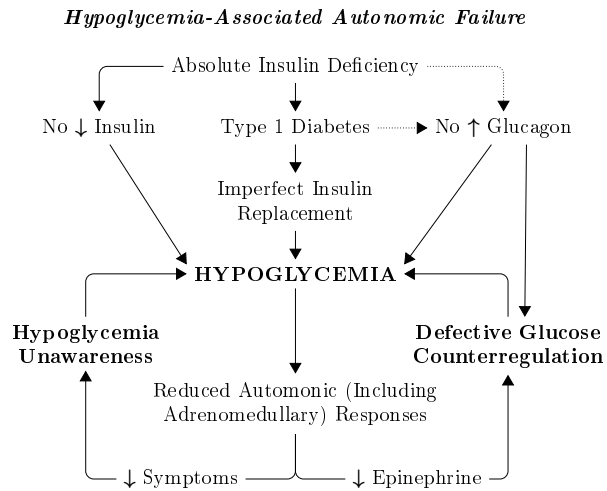 Hypoglycemia-Associated Autonomic Failure
Absolute Insulin Deficiency
No ↓ Insulin
Type 1 Diabetes
No ↑ Glucagon
Imperfect Insulin
Replacement
HYPOGLYCEMIA
Hypoglycemia
Unawareness
Defective Glucose
Counterregulation
Reduced Automonic (Including
Adrenomedullary) Responses
↓ Symptoms
↓ Epinephrine